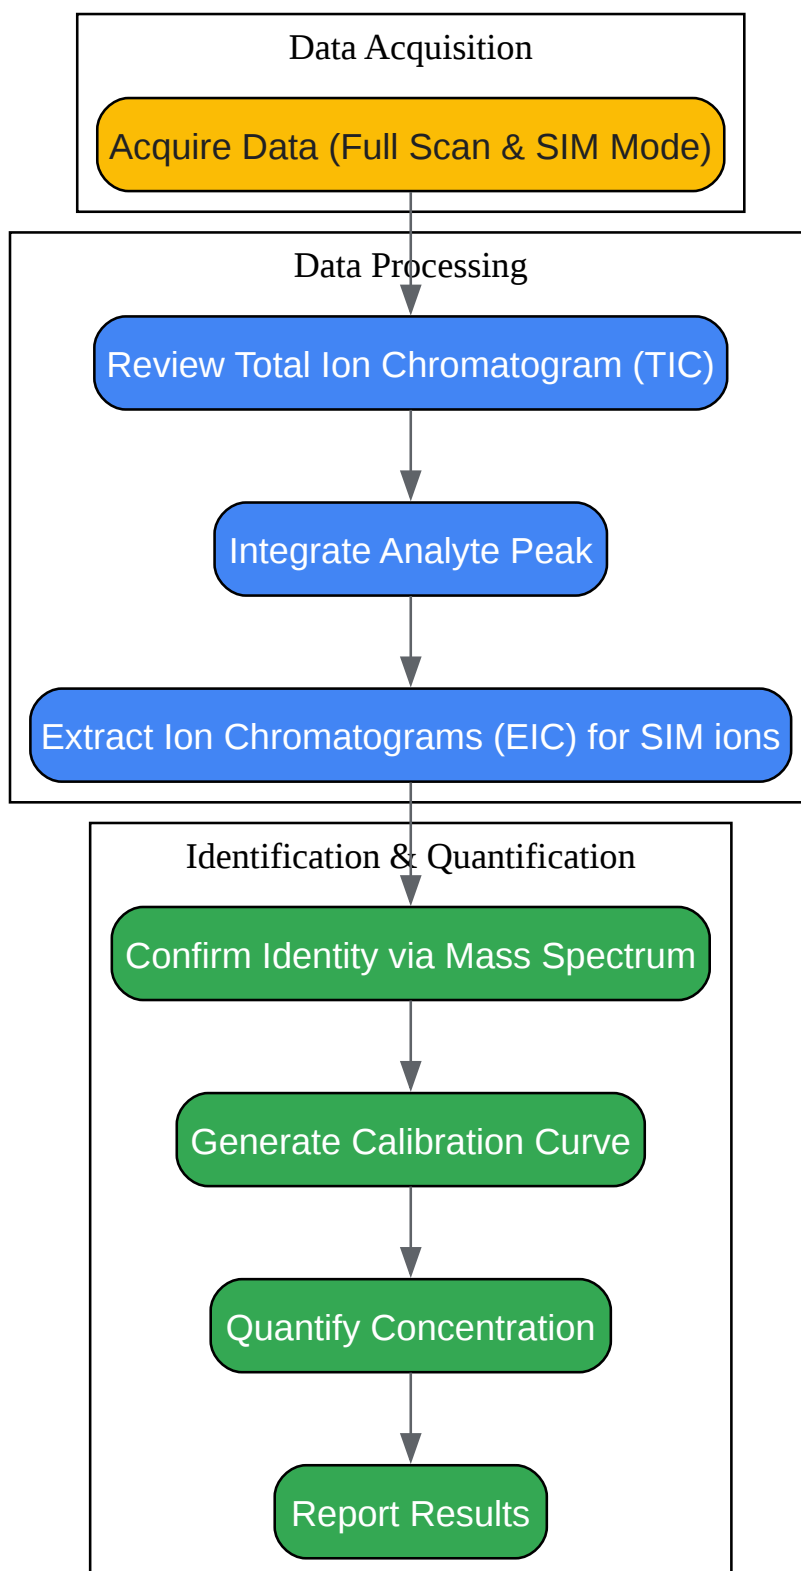 Data Acquisition
Acquire Data (Full Scan & SIM Mode)
Data Processing
Review Total Ion Chromatogram (TIC)
Integrate Analyte Peak
Extract Ion Chromatograms (EIC) for SIM ions
Identification & Quantification
Confirm Identity via Mass Spectrum
Generate Calibration Curve
Quantify Concentration
Report Results